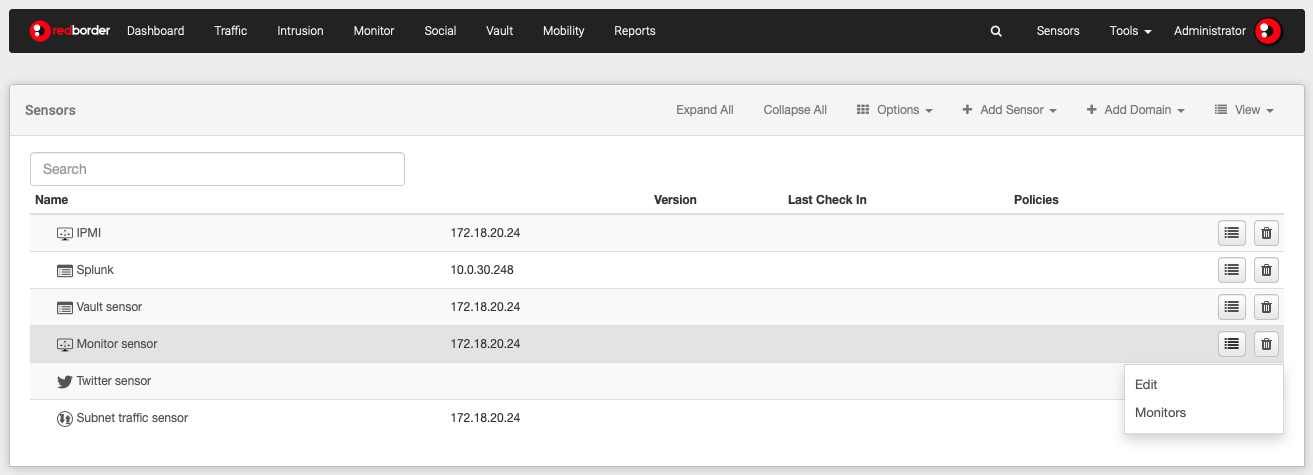 redborder Dashboard Traffic Intrusion Monitor Social Vault Mobility Reports Sensors Tools Administrator
Sensors Expand All Collapse All Options Add Sensor Add Domain View
Search
Name Version Last Check In Policies
IPMI 172.18.20.24
Splunk 10.0.30.248
Vault sensor 172.18.20.24
Monitor sensor 172.18.20.24
Twitter sensor
Edit
Monitors
Subnet traffic sensor 172.18.20.24